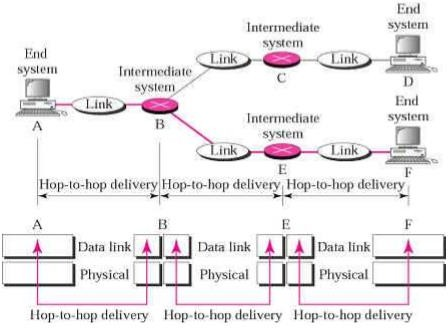 End
system
Intermediate
system
Link
C
Link
End
system
D
End
system
A
Link
Intermediate
system
B
Intermediate
system
Link
E
Link
End
system
F
Hop-to-hop delivery
Hop-to-hop delivery
Hop-to-hop delivery
A
B
E
F
Data link
Data link
Data link
Physical
Physical
Physical
Hop-to-hop delivery
Hop-to-hop delivery
Hop-to-hop delivery